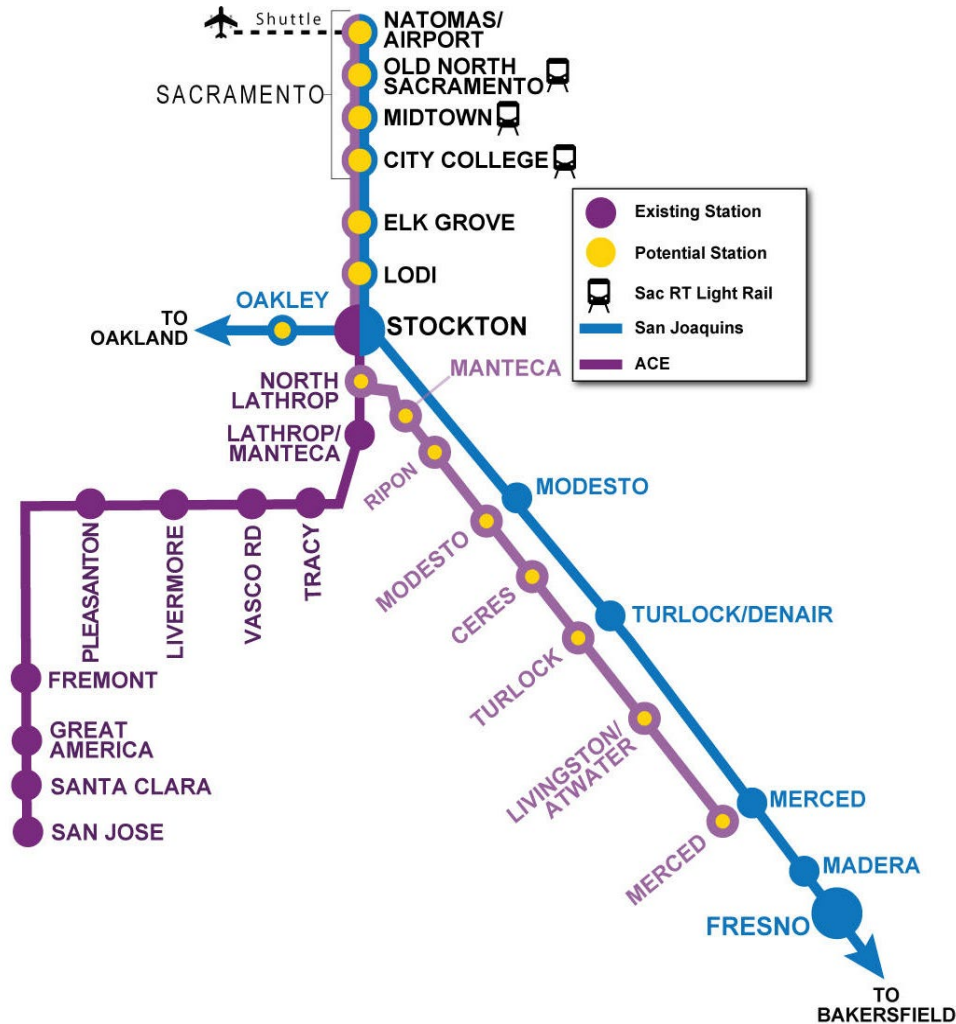 Shuttle
NATOMAS/
AIRPORT
OLD NORTH
SACRAMENTO
SACRAMENTO
MIDTOWN
CITY COLLEGE
ELK GROVE
LODI
Existing Station
Potential Station
Sac RT Light Rail
San Joaquins
ACE
OAKLEY
TO
OAKLAND
STOCKTON
MANTECA
NORTH
LATHROP
LATHROP/
MANTECA
RIPON
MODESTO
MODESTO
PLEASANTON
LIVERMORE
VASCO RD
TRACY
CERES
TURLOCK/DENAIR
TURLOCK
FREMONT
GREAT
AMERICA
SANTA CLARA
SAN JOSE
LIVINGSTON/
ATWATER
MERCED
MERCED
MADERA
FRESNO
TO
BAKERSFIELD